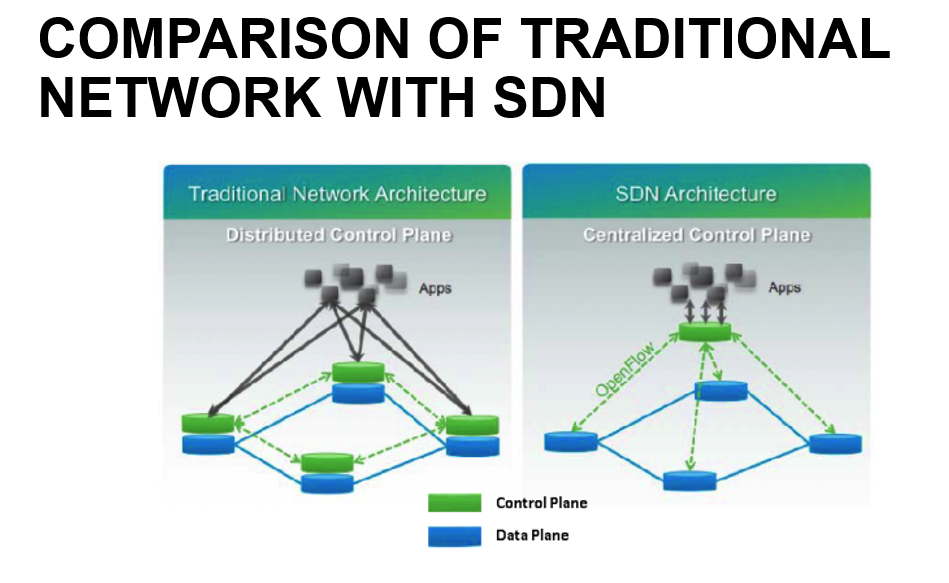 COMPARISON OF TRADITIONAL
NETWORK WITH SDN
Traditional Network Architecture
Distributed Control Plane
Apps
SDN Architecture
Centralized Control Plane
Apps
OpenFlow
Control Plane
Data Plane